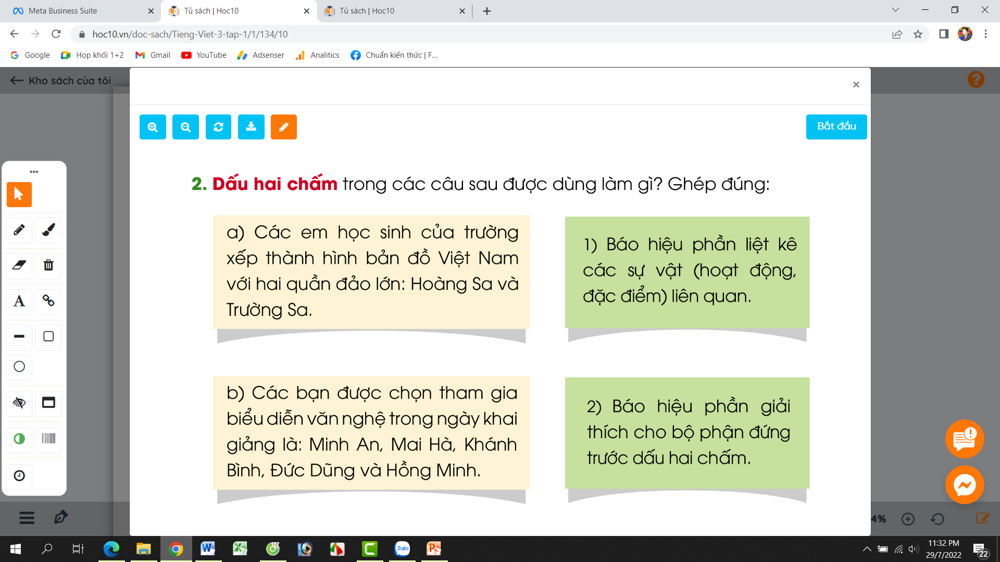 Meta Business Suite
Tủ sách | Hoc10
Tủ sách | Hoc10
hoc10.vn/doc-sach/Tieng-Viet-3-tap-1/1/134/10
Google
Họp khối 1+2
Gmail
YouTube
Adsenser
Analitics
Chuẩn kiến thức | F...
Kho sách của tôi
Bắt đầu
2. Dấu hai chấm trong các câu sau được dùng làm gì? Ghép đúng:
a) Các em học sinh của trường
xếp thành hình bản đồ Việt Nam
với hai quần đảo lớn: Hoàng Sa và
Trường Sa.
1) Báo hiệu phần liệt kê
các sự vật (hoạt động,
đặc điểm) liên quan.
b) Các bạn được chọn tham gia
biểu diễn văn nghệ trong ngày khai
giảng là: Minh An, Mai Hà, Khánh
Bình, Đức Dũng và Hồng Minh.
2) Báo hiệu phần giải
thích cho bộ phận đứng
trước dấu hai chấm.
4%
Zalo
11:32 PM
29/7/2022
22